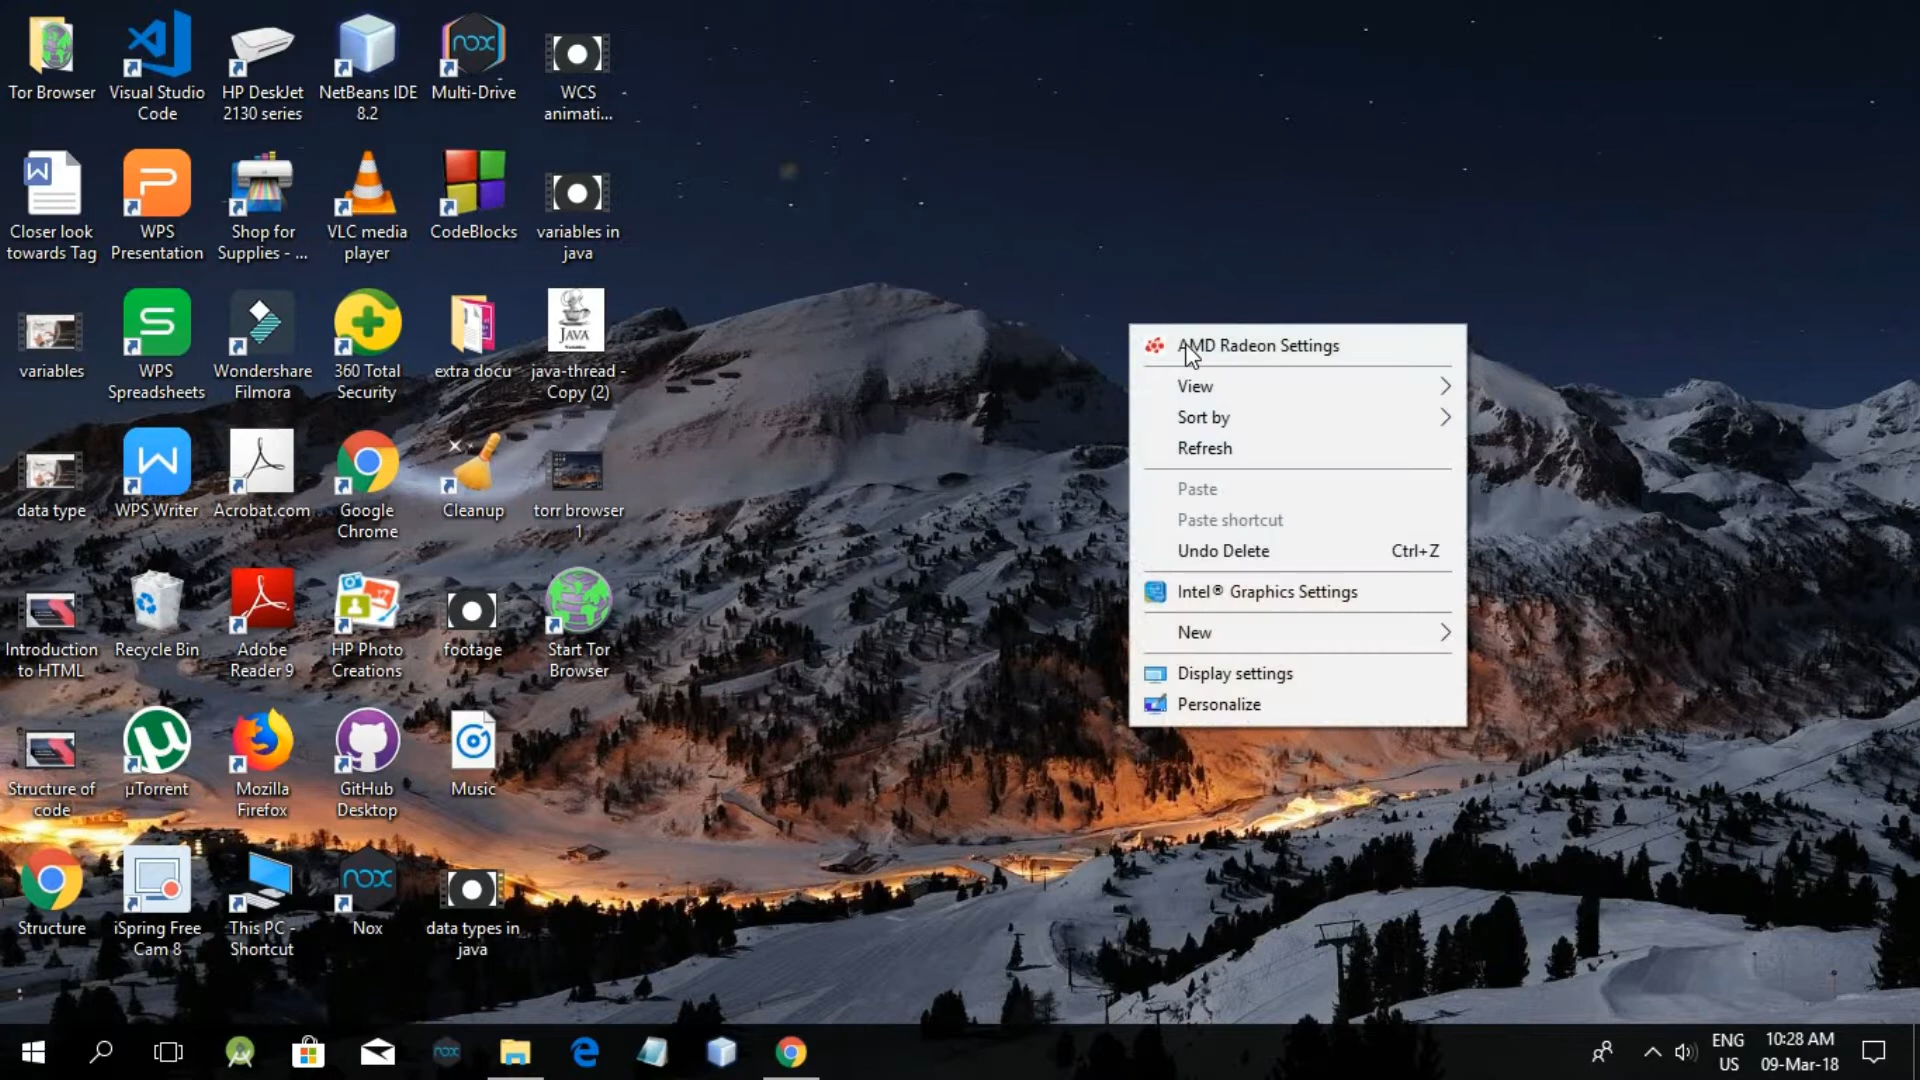 Tor Browser
Visual Studio
Code
HP DeskJet
2130 series
NetBeans IDE
8.2
nox
Multi-Drive
WCS
animati...
W
Closer look
towards Tag
P
WPS
Presentation
Shop for
Supplies - ...
VLC media
player
CodeBlocks
variables in
java
variables
S
WPS
Spreadsheets
Wondershare
Filmora
360 Total
Security
extra docu
JAVA
java-thread -
Copy (2)
data type
W
WPS Writer
Acrobat.com
Google
Chrome
Cleanup
torr browser
1
Introduction
to HTML
Recycle Bin
Adobe
Reader 9
HP Photo
Creations
footage
Start Tor
Browser
Structure of
code
µ
µTorrent
Mozilla
Firefox
GitHub
Desktop
Music
Structure
iSpring Free
Cam 8
This PC -
Shortcut
nox
Nox
data types in
java
AMD Radeon Settings
View
Sort by
Refresh
Paste
Paste shortcut
Undo Delete Ctrl+Z
Intel® Graphics Settings
New
Display settings
Personalize
nox
ENG
US
10:28 AM
09-Mar-18